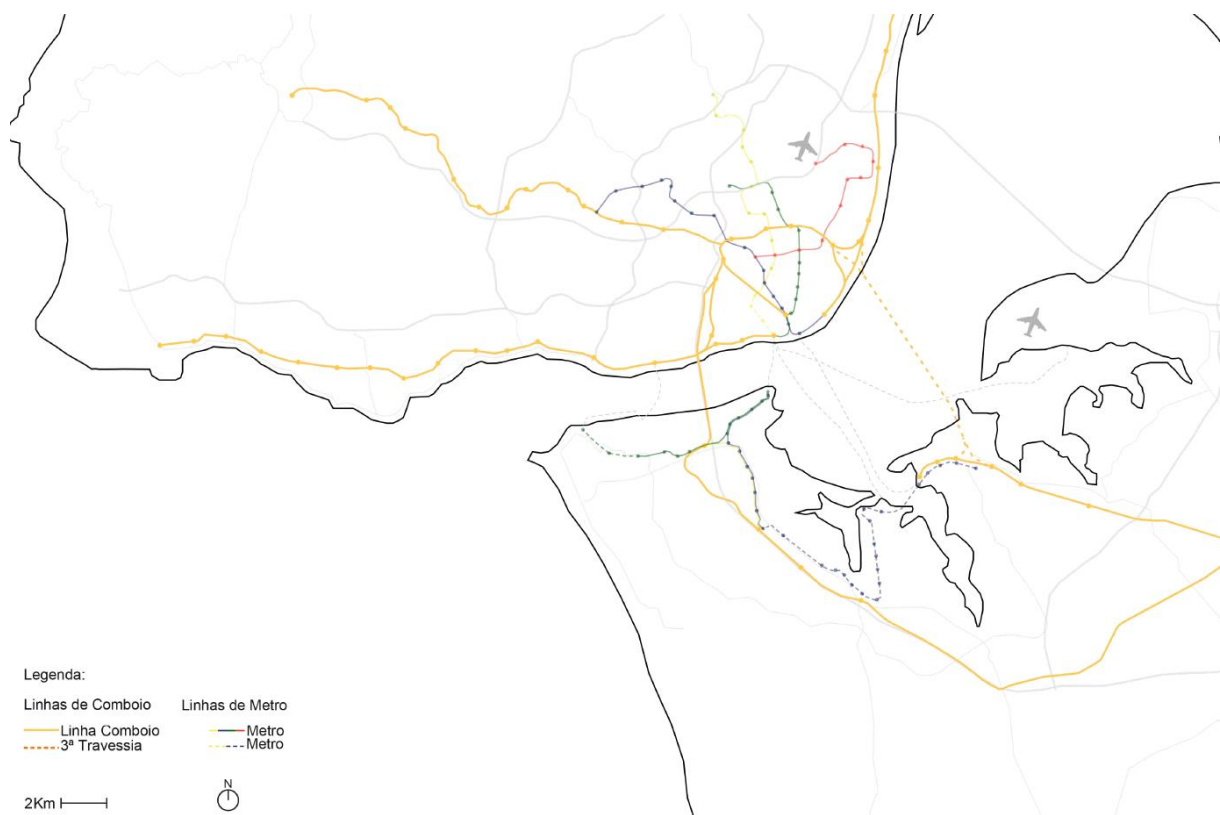 Legenda:
Linhas de Comboio
Linhas de Metro
Linha Comboio
3ª Travessia
Metro
Metro
2Km
N